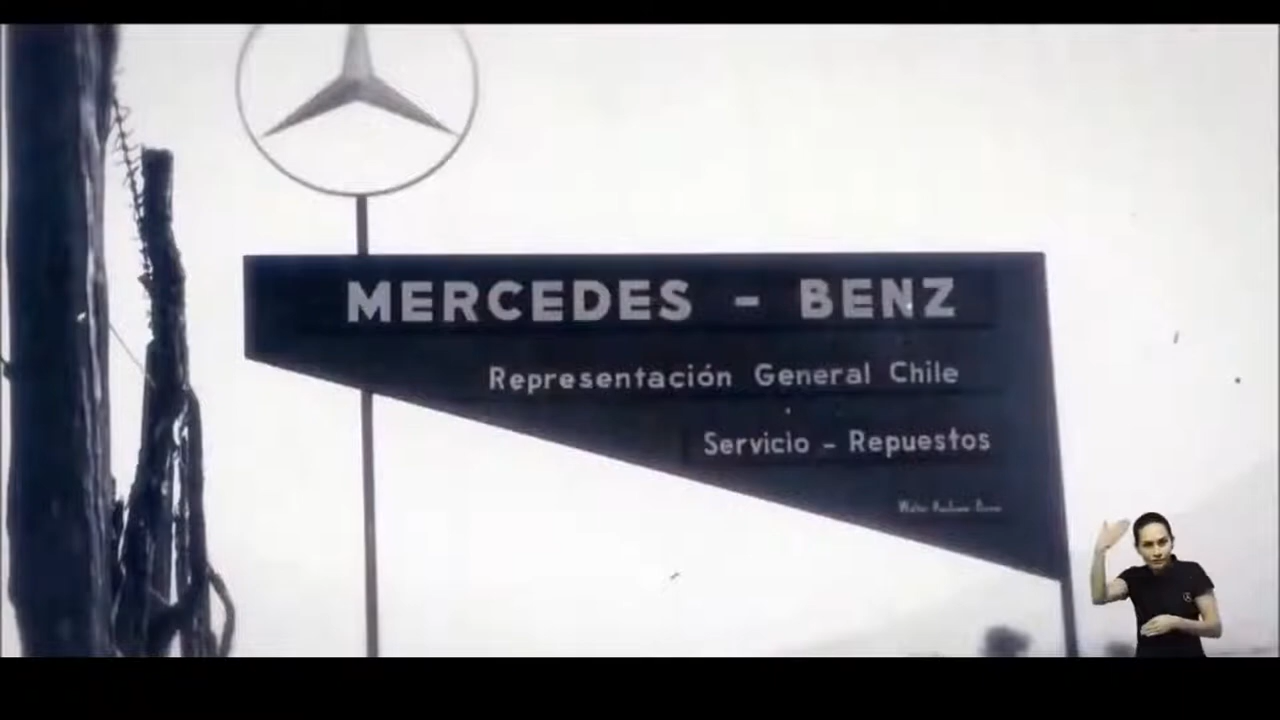 MERCEDES - BENZ
Representación General Chile
Servicio - Repuestos